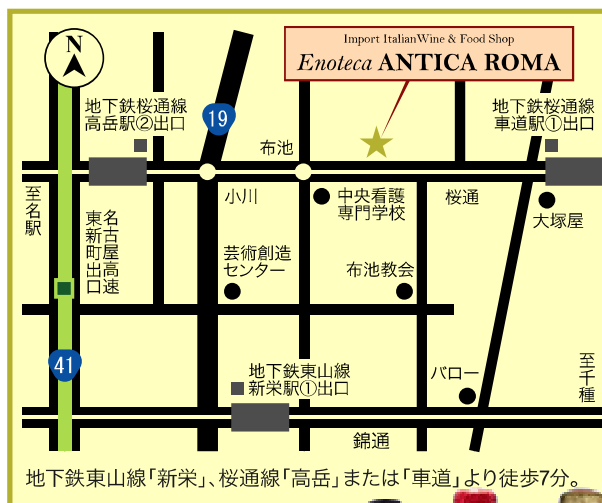 N
Import ItalianWine & Food Shop
Enoteca ANTICA ROMA
地下鉄桜通線
高岳駅②出口
19
布池
地下鉄桜通線
車道駅①出口
至名駅
小川
中央看護
専門学校
桜通
大塚屋
名古屋高速
東新町出口
芸術創造
センター
布池教会
41
地下鉄東山線
新栄駅①出口
バロー
至千種
錦通
地下鉄東山線「新栄」、桜通線「高岳」または「車道」より徒歩7分。